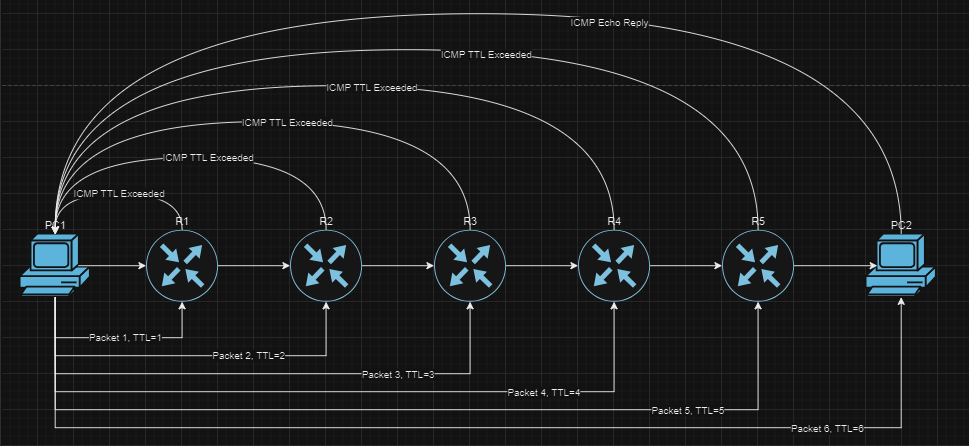 ICMP Echo Reply
ICMP TTL Exceeded
ICMP TTL Exceeded
ICMP TTL Exceeded
ICMP TTL Exceeded
ICMP TTL Exceeded
PC1
R1
R2
R3
R4
R5
PC2
Packet 1, TTL=1
Packet 2, TTL=2
Packet 3, TTL=3
Packet 4, TTL=4
Packet 5, TTL=5
Packet 6, TTL=6